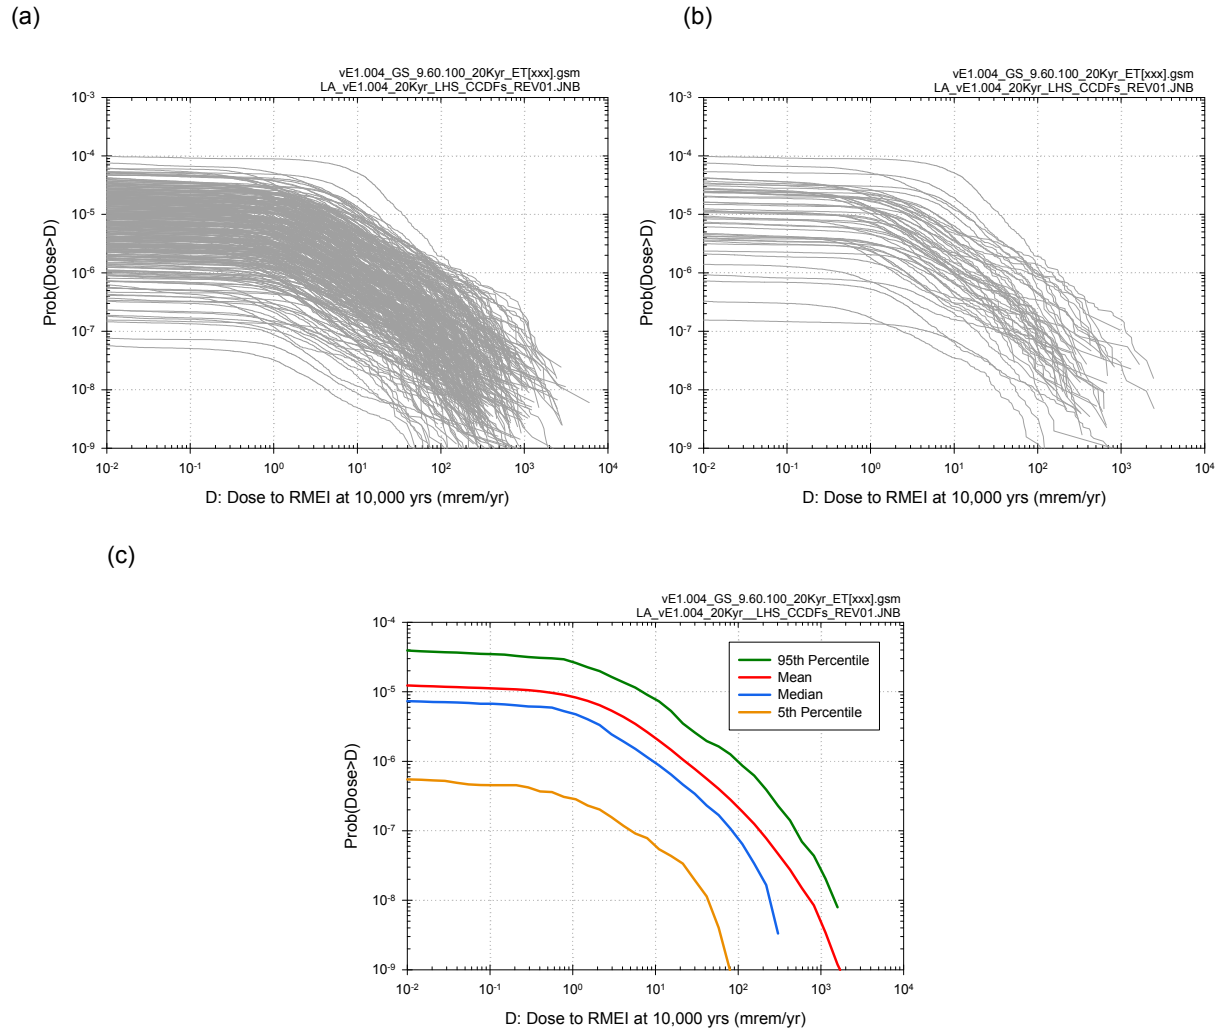 (a)
vE1.004_GS_9.60.100_20Kyr_ET[xxx].gsm
LA_vE1.004_20Kyr_LHS_CCDFs_REV01.JNB
Prob(Dose>D)
10-3
10-4
10-5
10-6
10-7
10-8
10-9
10-2 10-1 100 101 102 103 104
D: Dose to RMEI at 10,000 yrs (mrem/yr)
(b)
vE1.004_GS_9.60.100_20Kyr_ET[xxx].gsm
LA_vE1.004_20Kyr_LHS_CCDFs_REV01.JNB
Prob(Dose>D)
10-3
10-4
10-5
10-6
10-7
10-8
10-9
10-2 10-1 100 101 102 103 104
D: Dose to RMEI at 10,000 yrs (mrem/yr)
(c)
vE1.004_GS_9.60.100_20Kyr_ET[xxx].gsm
LA_vE1.004_20Kyr__LHS_CCDFs_REV01.JNB
Prob(Dose>D)
10-4
10-5
10-6
10-7
10-8
10-9
95th Percentile
Mean
Median
5th Percentile
10-2 10-1 100 101 102 103 104
D: Dose to RMEI at 10,000 yrs (mrem/yr)